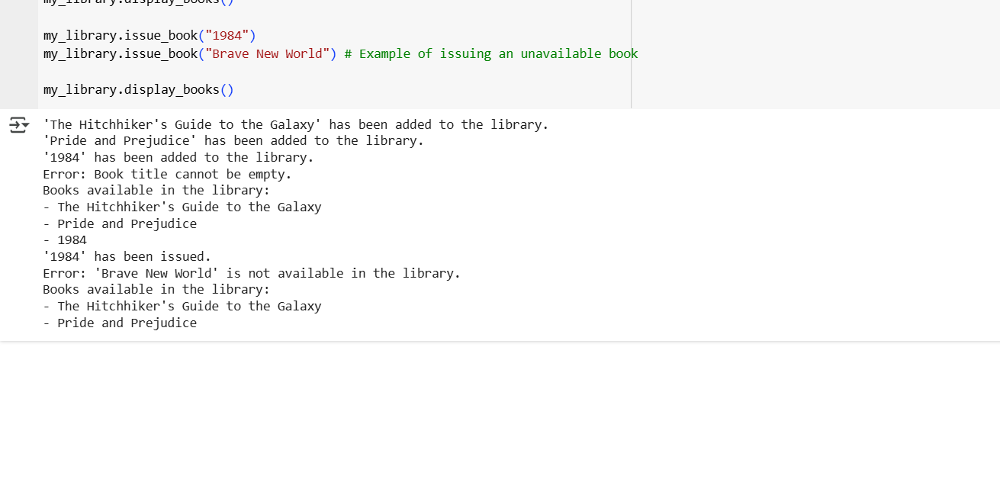 my_library.display_books()
my_library.issue_book("1984")
my_library.issue_book("Brave New World") # Example of issuing an unavailable book
my_library.display_books()
'The Hitchhiker's Guide to the Galaxy' has been added to the library.
'Pride and Prejudice' has been added to the library.
'1984' has been added to the library.
Error: Book title cannot be empty.
Books available in the library:
- The Hitchhiker's Guide to the Galaxy
- Pride and Prejudice
- 1984
'1984' has been issued.
Error: 'Brave New World' is not available in the library.
Books available in the library:
- The Hitchhiker's Guide to the Galaxy
- Pride and Prejudice